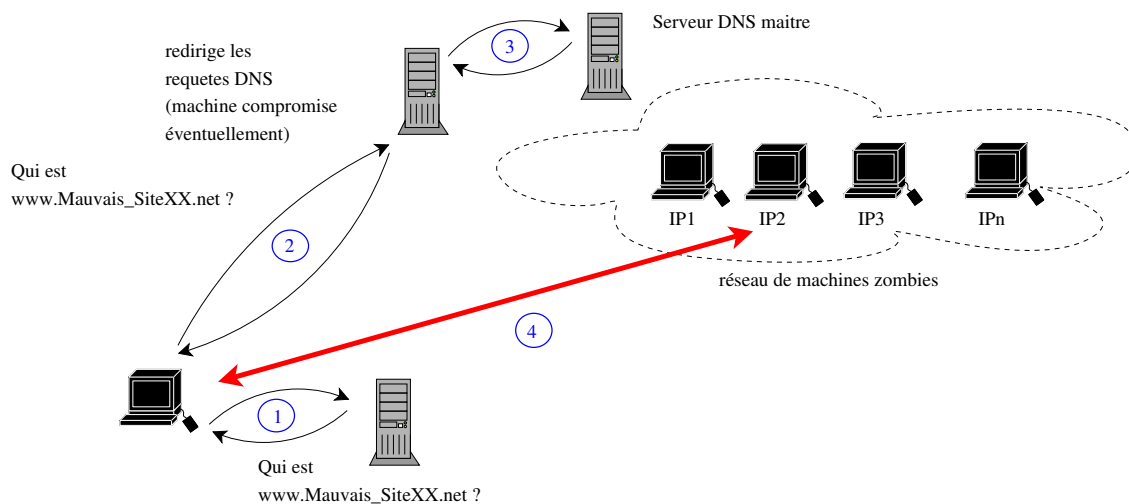 Serveur DNS maitre
3
redirige les
requetes DNS
(machine compromise
éventuellement)
Qui est
www.Mauvais_SiteXX.net ?
IP1
IP2
IP3
IPn
2
réseau de machines zombies
4
1
Qui est
www.Mauvais_SiteXX.net ?